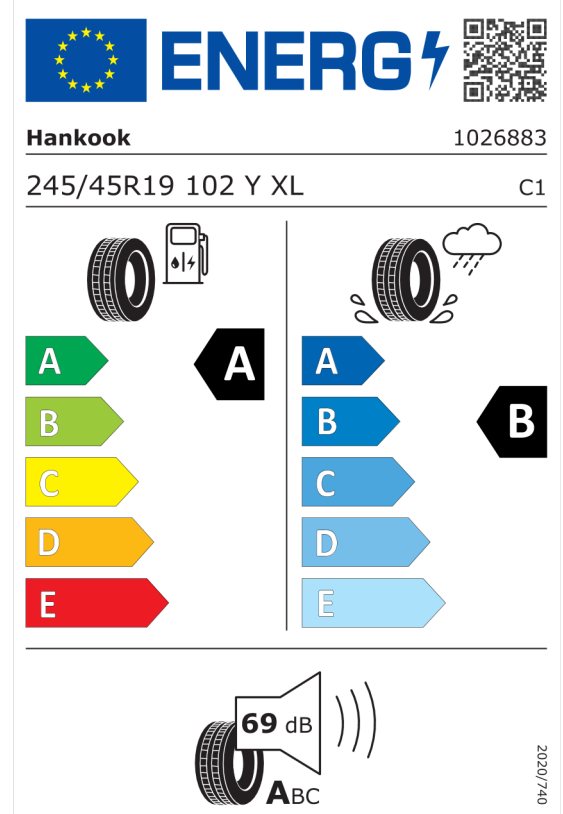 ENERG
Hankook 1026883
245/45R19 102 Y XL C1
A A A
B B B
C C
D D
E E
69 dB
ABC
2020/740